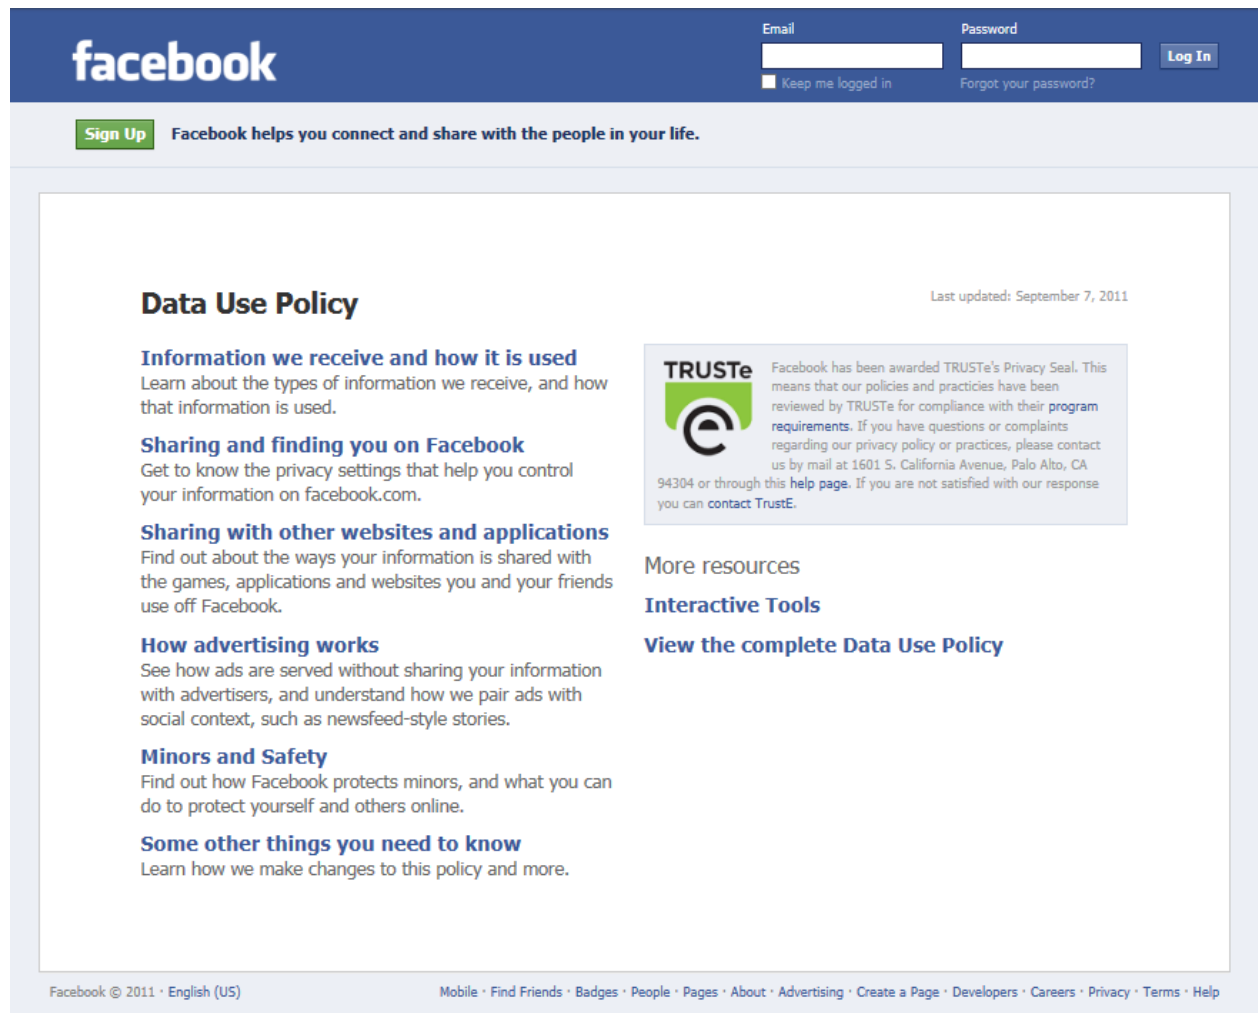 facebook
Email
Password
Log In
Keep me logged in
Forgot your password?
Sign Up
Facebook helps you connect and share with the people in your life.
Data Use Policy
Last updated: September 7, 2011
Information we receive and how it is used
Learn about the types of information we receive, and how
that information is used.
Sharing and finding you on Facebook
Get to know the privacy settings that help you control
your information on facebook.com.
Sharing with other websites and applications
Find out about the ways your information is shared with
the games, applications and websites you and your friends
use off Facebook.
How advertising works
See how ads are served without sharing your information
with advertisers, and understand how we pair ads with
social context, such as newsfeed-style stories.
Minors and Safety
Find out how Facebook protects minors, and what you can
do to protect yourself and others online.
Some other things you need to know
Learn how we make changes to this policy and more.
TRUSTe
e
Facebook has been awarded TRUSTe's Privacy Seal. This
means that our policies and practicies have been
reviewed by TRUSTe for compliance with their program
requirements. If you have questions or complaints
regarding our privacy policy or practices, please contact
us by mail at 1601 S. California Avenue, Palo Alto, CA
94304 or through this help page. If you are not satisfied with our response
you can contact TrustE.
More resources
Interactive Tools
View the complete Data Use Policy
Facebook © 2011 · English (US)
Mobile · Find Friends · Badges · People · Pages · About · Advertising · Create a Page · Developers · Careers · Privacy · Terms · Help